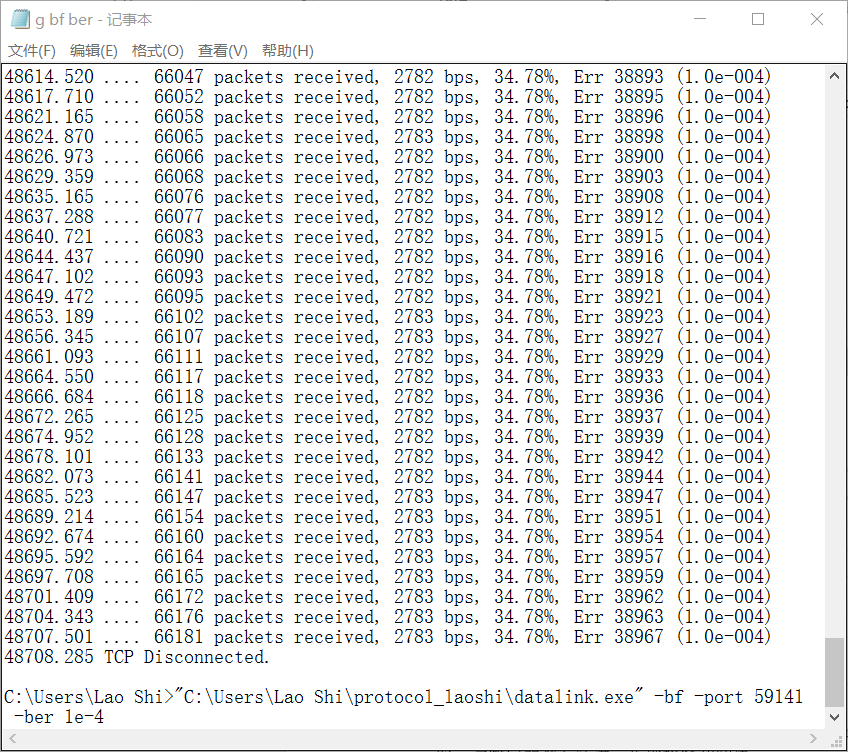 g bf ber - 记事本
文件(F) 编辑(E) 格式(O) 查看(V) 帮助(H)
48614.520 .... 66047 packets received, 2782 bps, 34.78%, Err 38893 (1.0e-004)
48617.710 .... 66052 packets received, 2782 bps, 34.78%, Err 38895 (1.0e-004)
48621.165 .... 66058 packets received, 2782 bps, 34.78%, Err 38896 (1.0e-004)
48624.870 .... 66065 packets received, 2783 bps, 34.78%, Err 38898 (1.0e-004)
48626.973 .... 66066 packets received, 2782 bps, 34.78%, Err 38900 (1.0e-004)
48629.359 .... 66068 packets received, 2782 bps, 34.78%, Err 38903 (1.0e-004)
48635.165 .... 66076 packets received, 2782 bps, 34.78%, Err 38908 (1.0e-004)
48637.288 .... 66077 packets received, 2782 bps, 34.78%, Err 38912 (1.0e-004)
48640.721 .... 66083 packets received, 2782 bps, 34.78%, Err 38915 (1.0e-004)
48644.437 .... 66090 packets received, 2782 bps, 34.78%, Err 38916 (1.0e-004)
48647.102 .... 66093 packets received, 2782 bps, 34.78%, Err 38918 (1.0e-004)
48649.472 .... 66095 packets received, 2782 bps, 34.78%, Err 38921 (1.0e-004)
48653.189 .... 66102 packets received, 2783 bps, 34.78%, Err 38923 (1.0e-004)
48656.345 .... 66107 packets received, 2783 bps, 34.78%, Err 38927 (1.0e-004)
48661.093 .... 66111 packets received, 2782 bps, 34.78%, Err 38929 (1.0e-004)
48664.550 .... 66117 packets received, 2782 bps, 34.78%, Err 38933 (1.0e-004)
48666.684 .... 66118 packets received, 2782 bps, 34.78%, Err 38936 (1.0e-004)
48672.265 .... 66125 packets received, 2782 bps, 34.78%, Err 38937 (1.0e-004)
48674.952 .... 66128 packets received, 2782 bps, 34.78%, Err 38939 (1.0e-004)
48678.101 .... 66133 packets received, 2782 bps, 34.78%, Err 38942 (1.0e-004)
48682.073 .... 66141 packets received, 2783 bps, 34.78%, Err 38944 (1.0e-004)
48685.523 .... 66147 packets received, 2783 bps, 34.78%, Err 38947 (1.0e-004)
48689.214 .... 66154 packets received, 2783 bps, 34.78%, Err 38951 (1.0e-004)
48692.674 .... 66160 packets received, 2783 bps, 34.78%, Err 38954 (1.0e-004)
48695.592 .... 66164 packets received, 2783 bps, 34.78%, Err 38957 (1.0e-004)
48697.708 .... 66165 packets received, 2783 bps, 34.78%, Err 38959 (1.0e-004)
48701.409 .... 66172 packets received, 2783 bps, 34.78%, Err 38962 (1.0e-004)
48704.343 .... 66176 packets received, 2783 bps, 34.78%, Err 38963 (1.0e-004)
48707.501 .... 66181 packets received, 2783 bps, 34.78%, Err 38967 (1.0e-004)
48708.285 TCP Disconnected.
C:\Users\Lao Shi>"C:\Users\Lao Shi\protocol_laoshi\datalink.exe" -bf -port 59141
-ber 1e-4